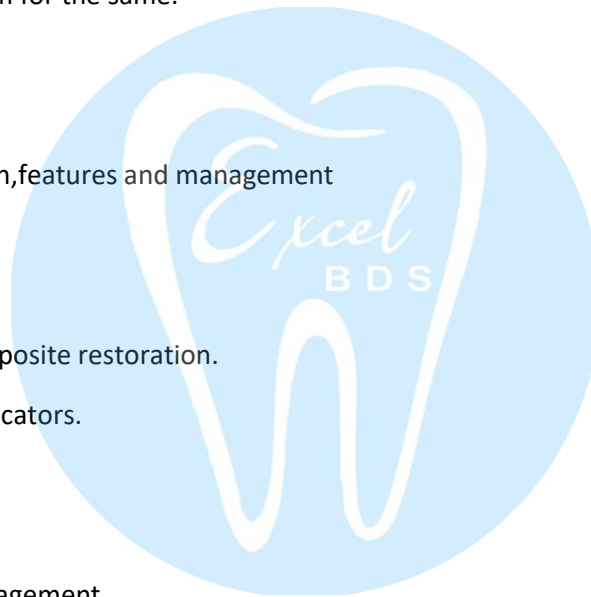 for the same.
,features and management
Excel
BDS
posite restoration.
cators.
agement